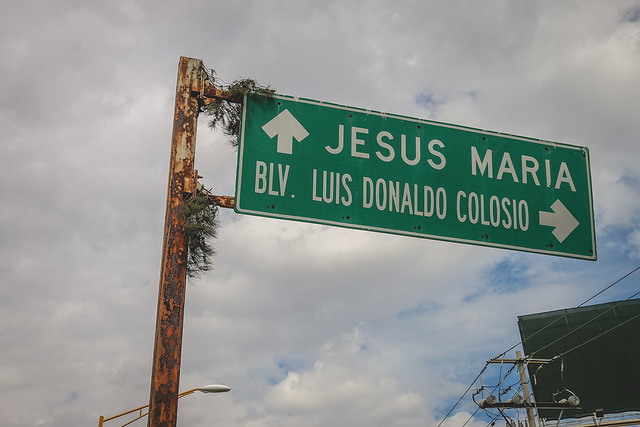 JESUS MARIA
BLV. LUIS DONALDO COLOSIO